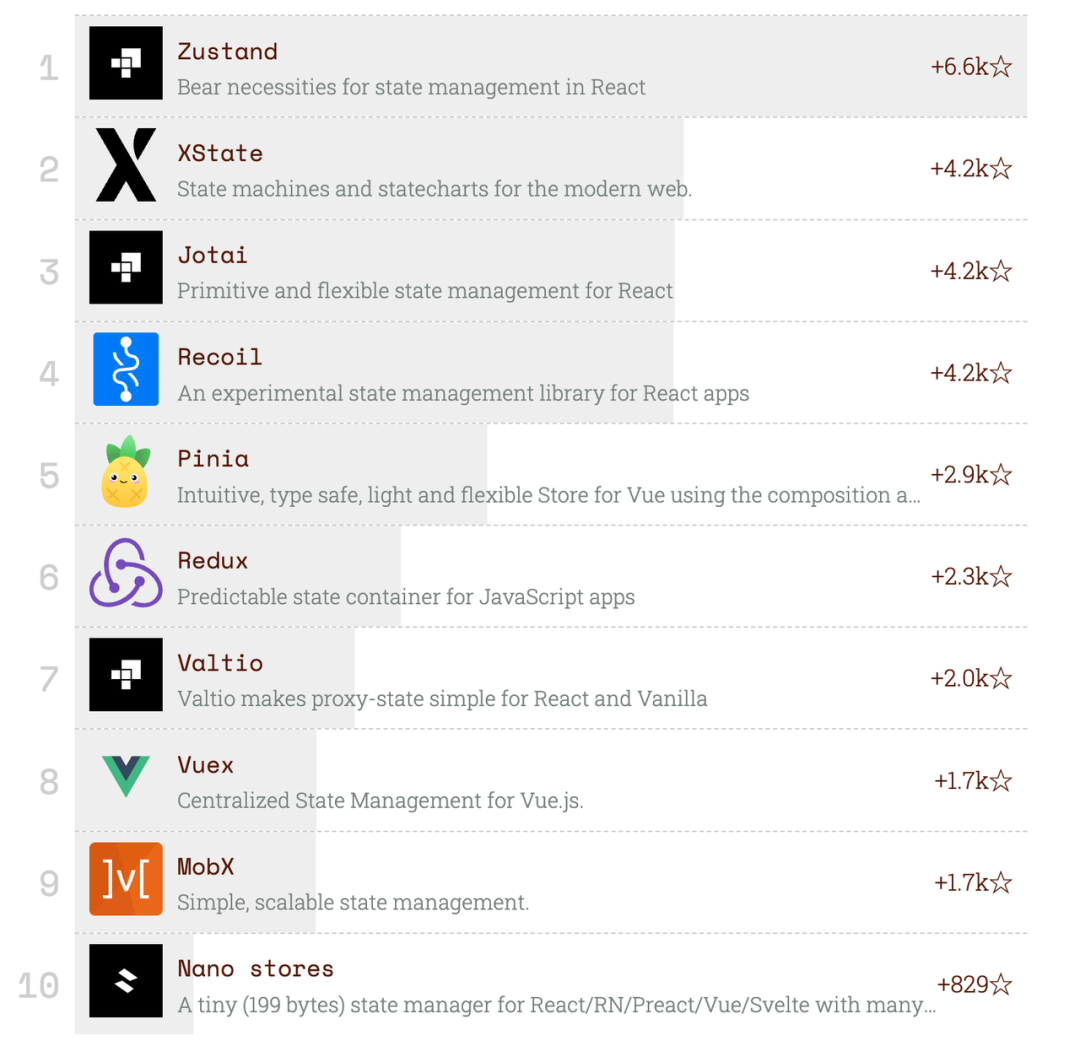 1
Zustand
Bear necessities for state management in React
+6.6k☆
2
XState
State machines and statecharts for the modern web.
+4.2k☆
3
Jotai
Primitive and flexible state management for React
+4.2k☆
4
Recoil
An experimental state management library for React apps
+4.2k☆
5
Pinia
Intuitive, type safe, light and flexible Store for Vue using the composition a...
+2.9k☆
6
Redux
Predictable state container for JavaScript apps
+2.3k☆
7
Valtio
Valtio makes proxy-state simple for React and Vanilla
+2.0k☆
8
Vuex
Centralized State Management for Vue.js.
+1.7k☆
9
]v[
MobX
Simple, scalable state management.
+1.7k☆
10
Nano stores
A tiny (199 bytes) state manager for React/RN/Preact/Vue/Svelte with many...
+829☆